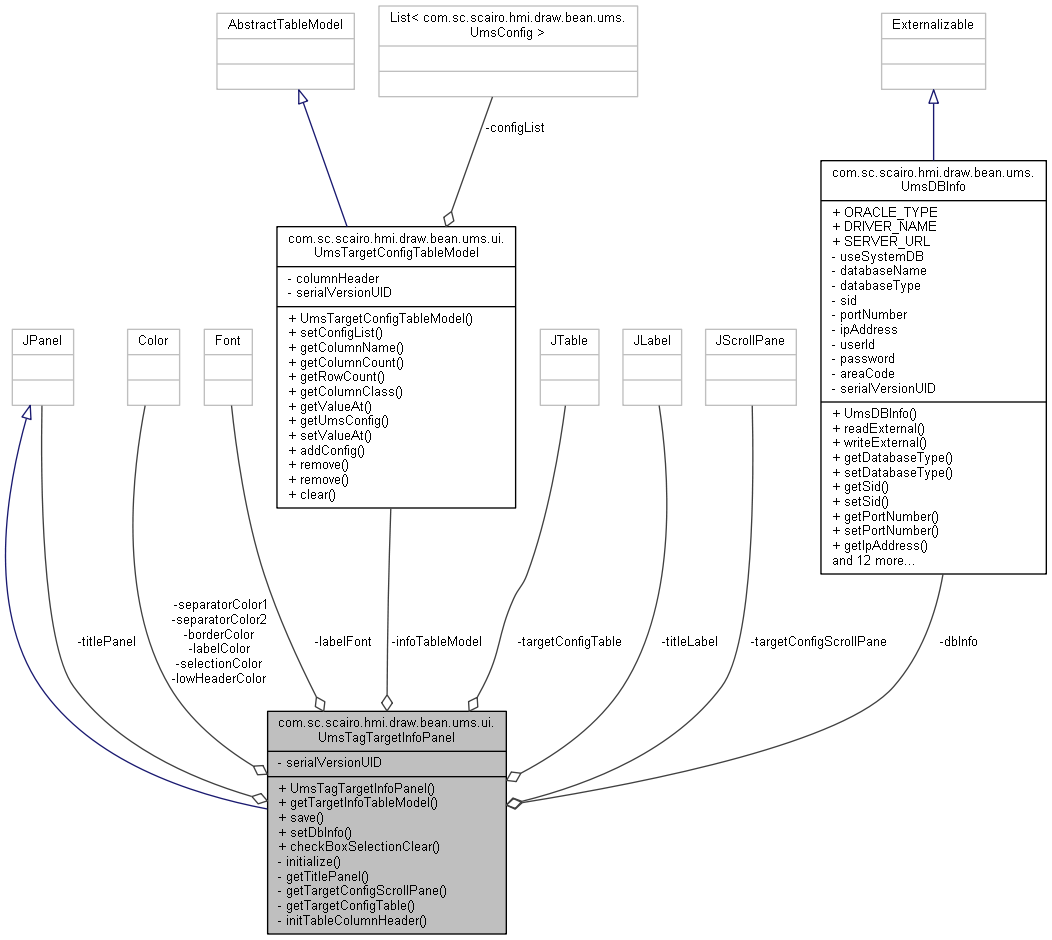 AbstractTableModel
List< com.sc.scairo.hmi.draw.bean.ums.
UmsConfig >
Externalizable
-configList
com.sc.scairo.hmi.draw.bean.ums.
UmsDBInfo
+ ORACLE_TYPE
+ DRIVER_NAME
+ SERVER_URL
- useSystemDB
- databaseName
- databaseType
- sid
- portNumber
- ipAddress
- userId
- password
- areaCode
- serialVersionUID
+ UmsDBInfo()
+ readExternal()
+ writeExternal()
+ getDatabaseType()
+ setDatabaseType()
+ getSid()
+ setSid()
+ getPortNumber()
+ setPortNumber()
+ getIpAddress()
and 12 more...
com.sc.scairo.hmi.draw.bean.ums.ui.
UmsTargetConfigTableModel
- columnHeader
- serialVersionUID
+ UmsTargetConfigTableModel()
+ setConfigList()
+ getColumnName()
+ getColumnCount()
+ getRowCount()
+ getColumnClass()
+ getValueAt()
+ getUmsConfig()
+ setValueAt()
+ addConfig()
+ remove()
+ remove()
+ clear()
JPanel
Color
Font
JTable
JLabel
JScrollPane
-titlePanel
-separatorColor1
-separatorColor2
-borderColor
-labelColor
-selectionColor
-lowHeaderColor
-labelFont
-infoTableModel
-targetConfigTable
-titleLabel
-targetConfigScrollPane
-dbInfo
com.sc.scairo.hmi.draw.bean.ums.ui.
UmsTagTargetInfoPanel
- serialVersionUID
+ UmsTagTargetInfoPanel()
+ getTargetInfoTableModel()
+ save()
+ setDbInfo()
+ checkBoxSelectionClear()
- initialize()
- getTitlePanel()
- getTargetConfigScrollPane()
- getTargetConfigTable()
- initTableColumnHeader()